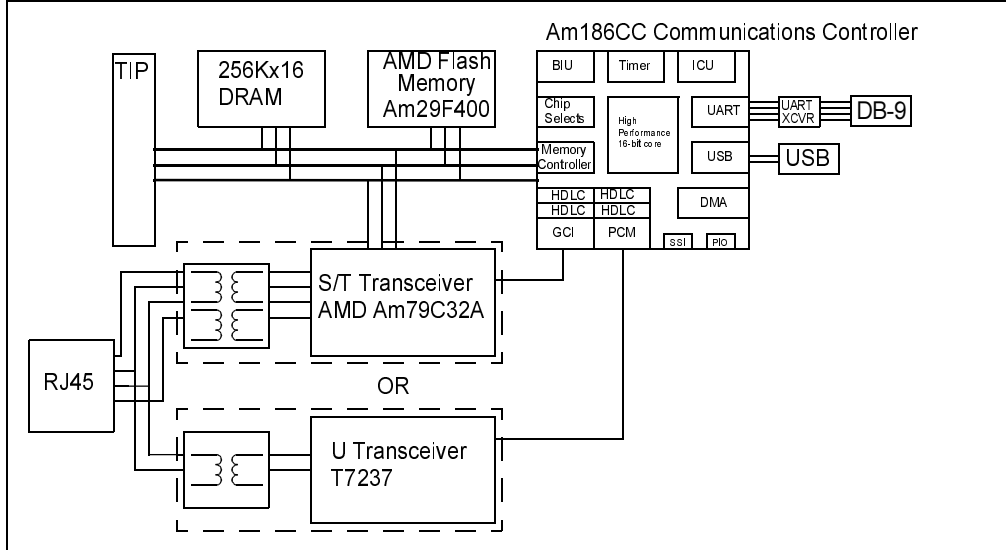 Am186CC Communications Controller
TIP
256Kx16
DRAM
AMD Flash
Memory
Am29F400
BIU
Timer
ICU
Chip
Selects
High
Performance
16-bit core
UART
UART
XCVR
DB-9
Memory
Controller
USB
USB
HDLC
HDLC
HDLC
HDLC
DMA
GCI
PCM
SSI
PIO
S/T Transceiver
AMD Am79C32A
RJ45
OR
U Transceiver
T7237